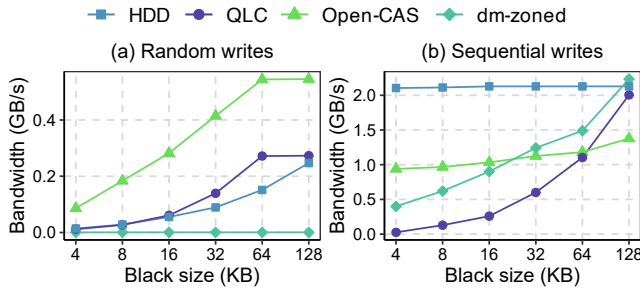 HDD QLC Open-CAS dm-zoned
(a) Random writes
Bandwidth (GB/s)
0.4
0.2
0.0
4 8 16 32 64 128
Black size (KB)
(b) Sequential writes
Bandwidth (GB/s)
2.0
1.5
1.0
0.5
0.0
4 8 16 32 64 128
Black size (KB)